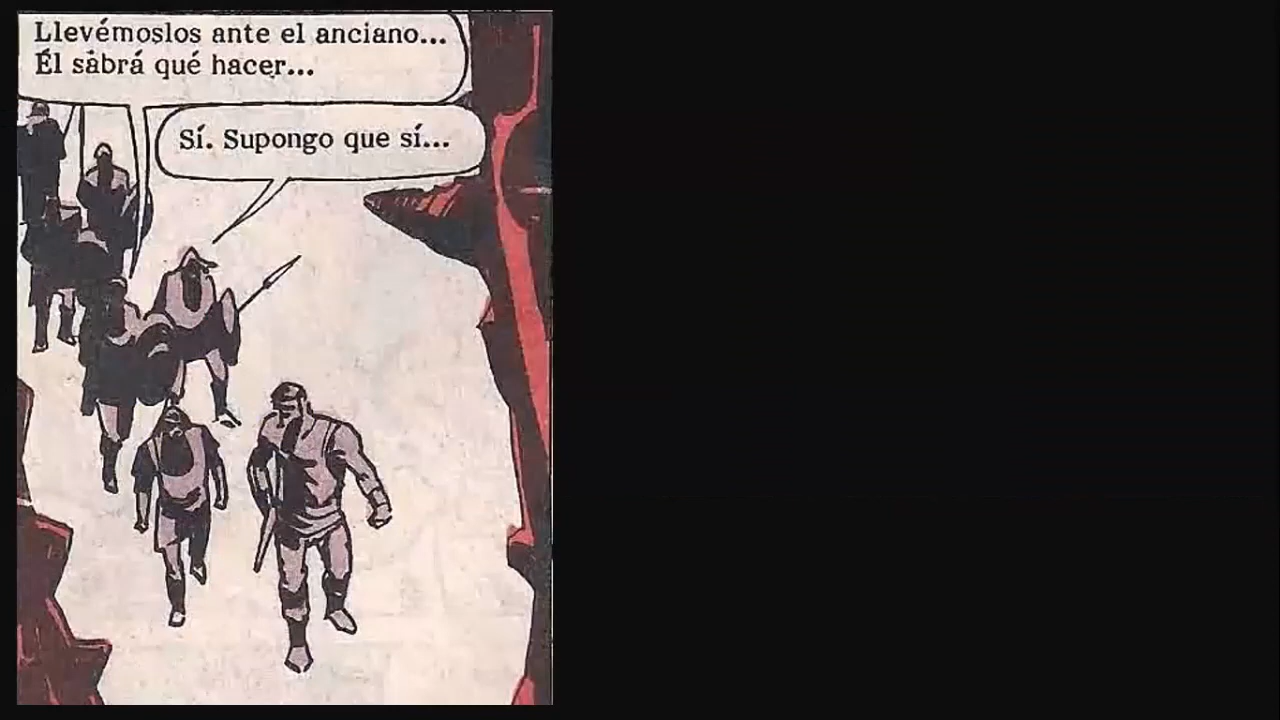 Llevémoslos ante el anciano...
Él sabrá qué hacer...
Sí. Supongo que sí...